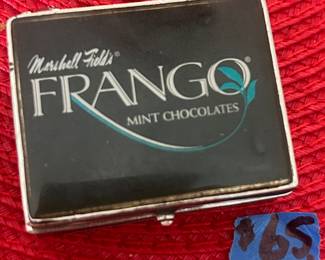 Marshall Field's®
FRANGO®
MINT CHOCOLATES
$65